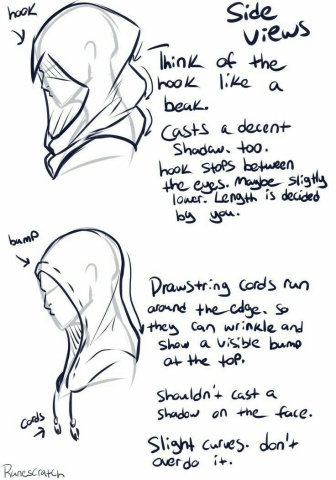 hook
Side
views
Think of the
hook like a
beak.
Casts a decent
Shadow. too.
hook stops between
the eyes. Maybe sligtly
lower. Length is decided
by you.
bump
Drawstring cords run
around the edge. so
they can wrinkle and
show a visible bump
at the top.
Shouldn't cast a
shadow on the face.
Slight curves. don't
overdo it.
cords
Runescratch